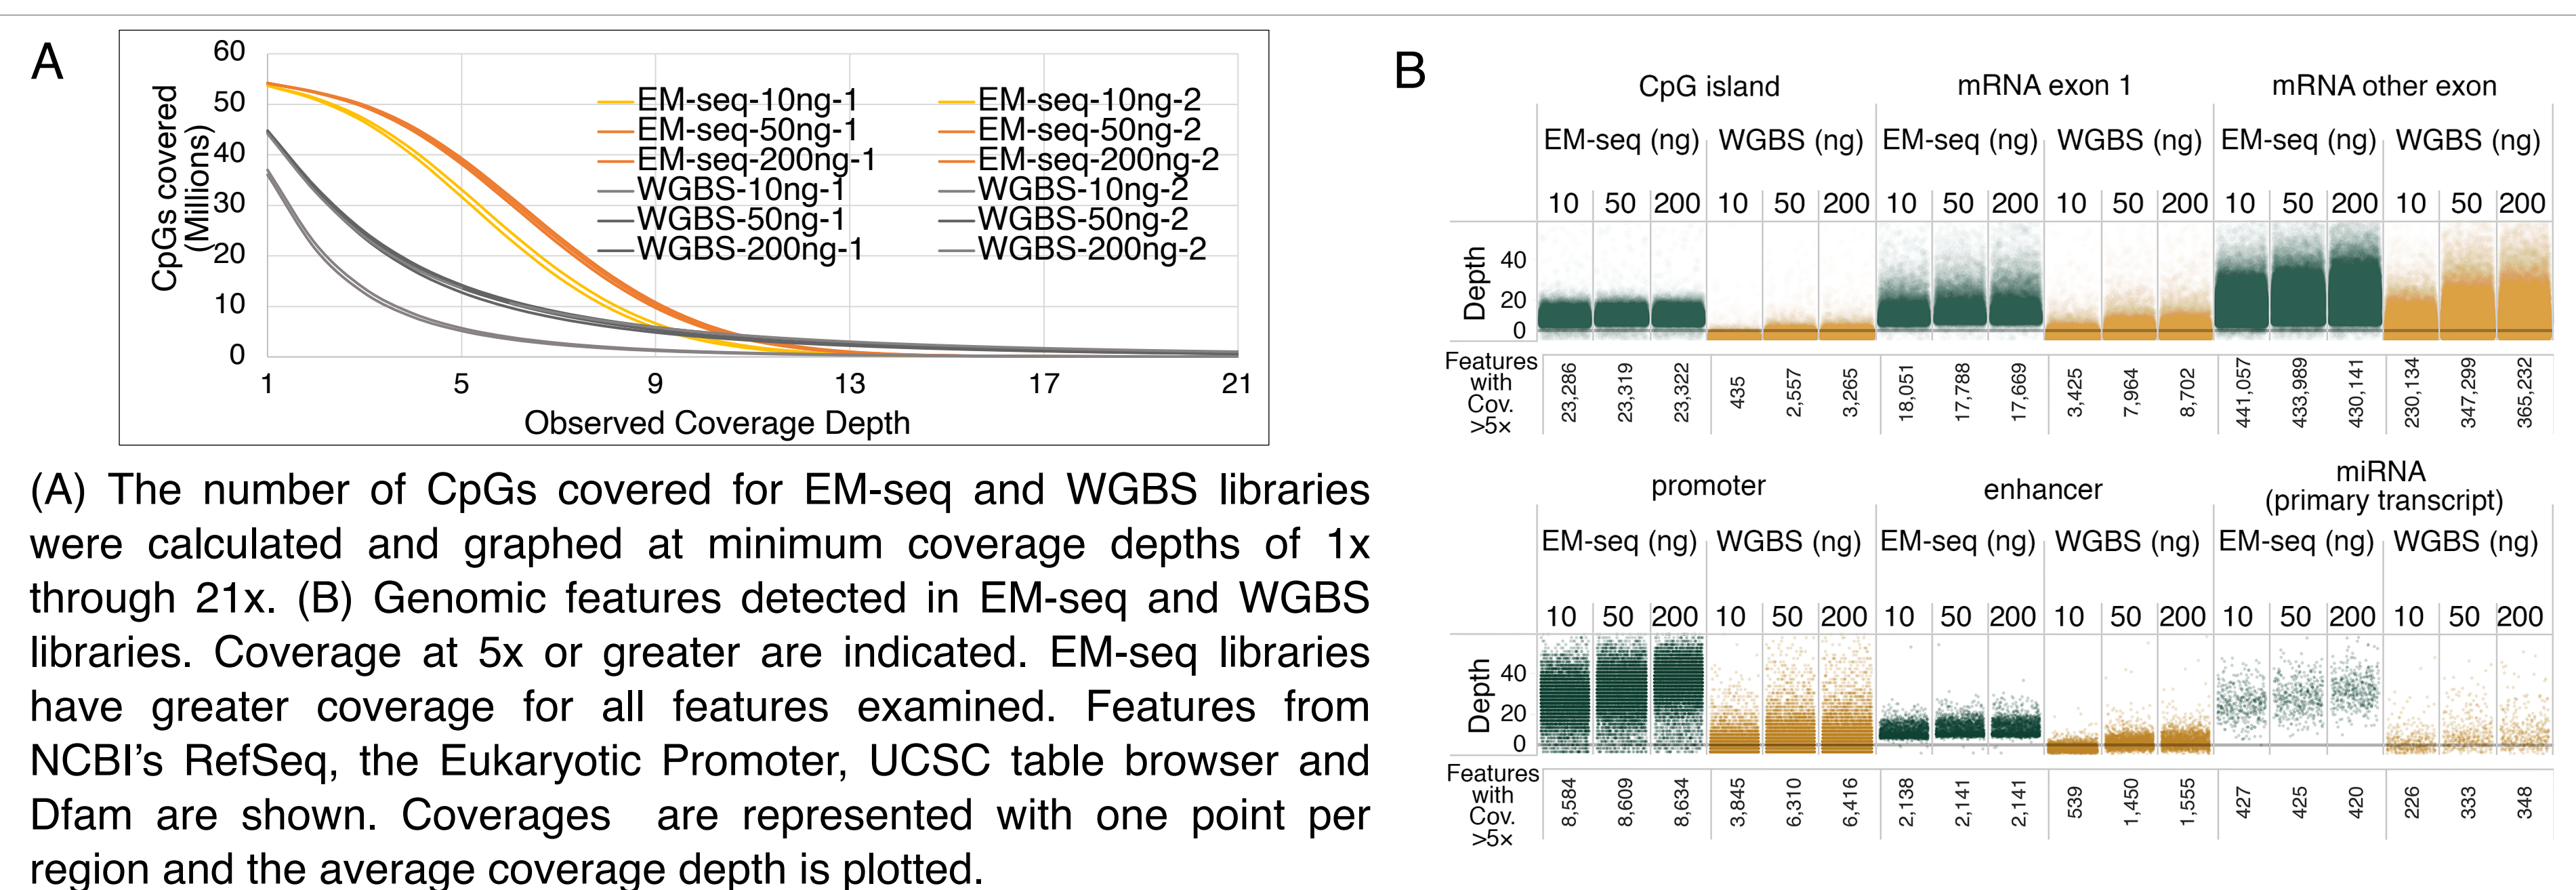 A
60
50
40
30
20
10
0
CpGs covered
(Millions)
EM-seq-10ng-1 EM-seq-10ng-2
EM-seq-50ng-1 EM-seq-50ng-2
EM-seq-200ng-1 EM-seq-200ng-2
WGBS-10ng-1 WGBS-10ng-2
WGBS-50ng-1 WGBS-50ng-2
WGBS-200ng-1 WGBS-200ng-2
1 5 9 13 17 21
Observed Coverage Depth
(A) The number of CpGs covered for EM-seq and WGBS libraries
were calculated and graphed at minimum coverage depths of 1x
through 21x. (B) Genomic features detected in EM-seq and WGBS
libraries. Coverage at 5x or greater are indicated. EM-seq libraries
have greater coverage for all features examined. Features from
NCBI's RefSeq, the Eukaryotic Promoter, UCSC table browser and
Dfam are shown. Coverages are represented with one point per
region and the average coverage depth is plotted.
B
CpG island mRNA exon 1 mRNA other exon
EM-seq (ng) WGBS (ng) EM-seq (ng) WGBS (ng) EM-seq (ng) WGBS (ng)
10 50 200 10 50 200 10 50 200 10 50 200 10 50 200 10 50 200
Depth
40
20
0
Features
with
Cov.
>5×
23,286 23,319 23,322 435 2,557 3,265 18,051 17,788 17,669 3,425 7,964 8,702 441,057 433,989 430,141 230,134 347,299 365,232
promoter enhancer miRNA
(primary transcript)
EM-seq (ng) WGBS (ng) EM-seq (ng) WGBS (ng) EM-seq (ng) WGBS (ng)
10 50 200 10 50 200 10 50 200 10 50 200 10 50 200 10 50 200
Depth
40
20
0
Features
with
Cov.
>5×
8,584 8,609 8,634 3,845 6,310 6,416 2,138 2,141 2,141 539 1,450 1,555 427 425 420 226 333 348